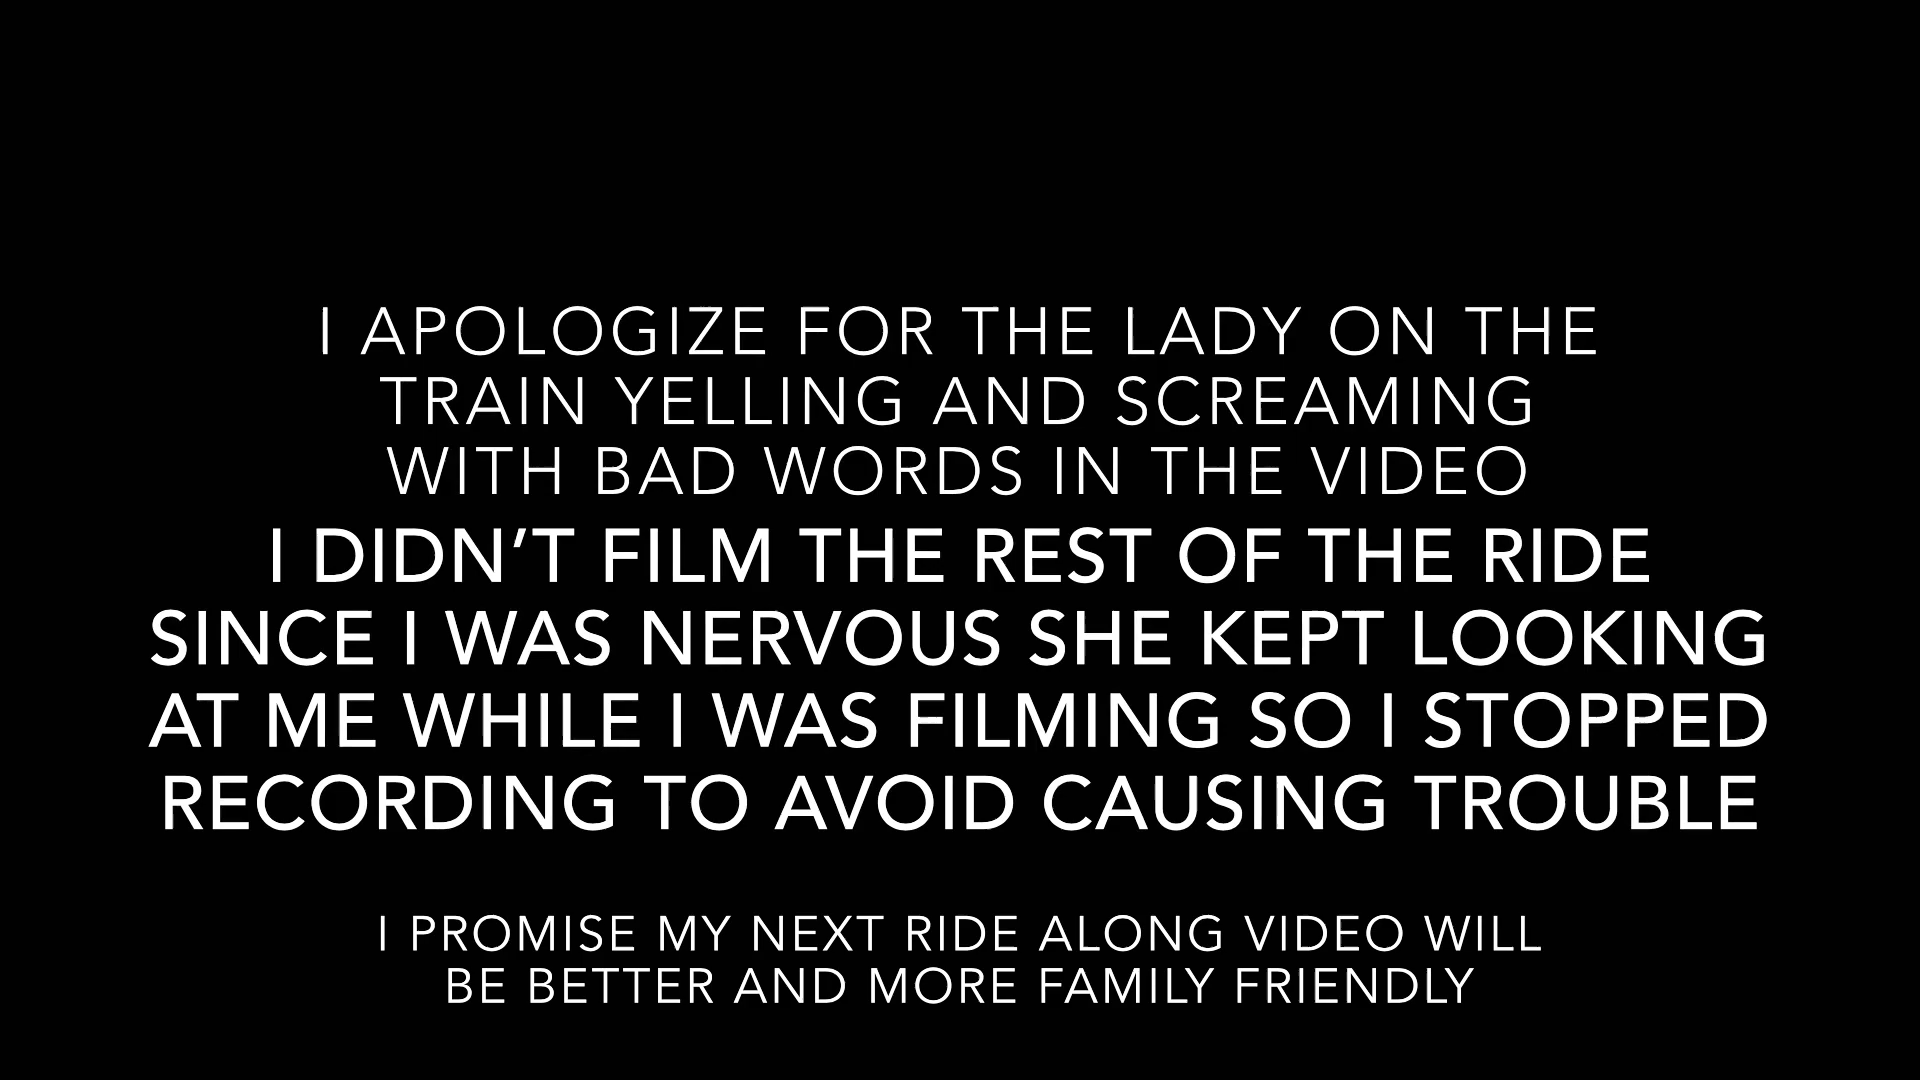 I APOLOGIZE FOR THE LADY ON THE
TRAIN YELLING AND SCREAMING
WITH BAD WORDS IN THE VIDEO
I DIDN’T FILM THE REST OF THE RIDE
SINCE I WAS NERVOUS SHE KEPT LOOKING
AT ME WHILE I WAS FILMING SO I STOPPED
RECORDING TO AVOID CAUSING TROUBLE
I PROMISE MY NEXT RIDE ALONG VIDEO WILL
BE BETTER AND MORE FAMILY FRIENDLY